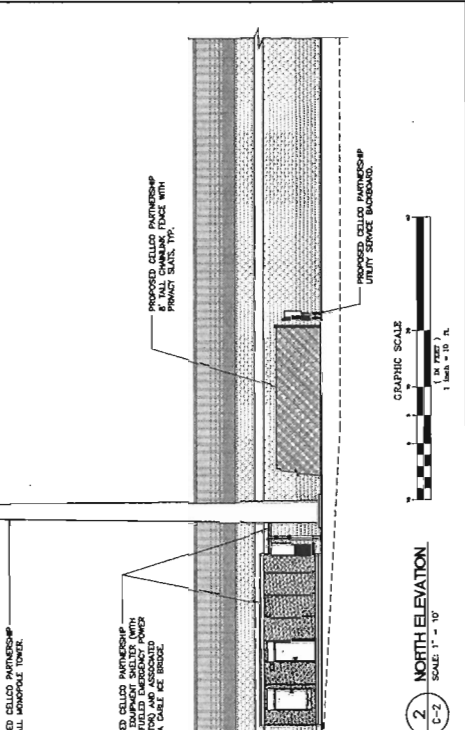 PROPOSED CELLCO PARTNERSHIP
8' TALL CHAINLINK FENCE WITH
PRIVACY SLATS, TYP.
PROPOSED CELLCO PARTNERSHIP
UTILITY SERVICE BACKBOARD.
ED CELLCO PARTNERSHIP
ALL MONOPOLE TOWER.
ED CELLCO PARTNERSHIP
EQUIPMENT SHELTER (WITH
FUELED EMERGENCY POWER
TOR) AND ASSOCIATED
A CABLE ICE BRIDGE.
GRAPHIC SCALE
( IN FEET )
1 inch = 10 ft.
2
C-2
NORTH ELEVATION
SCALE: 1" = 10'